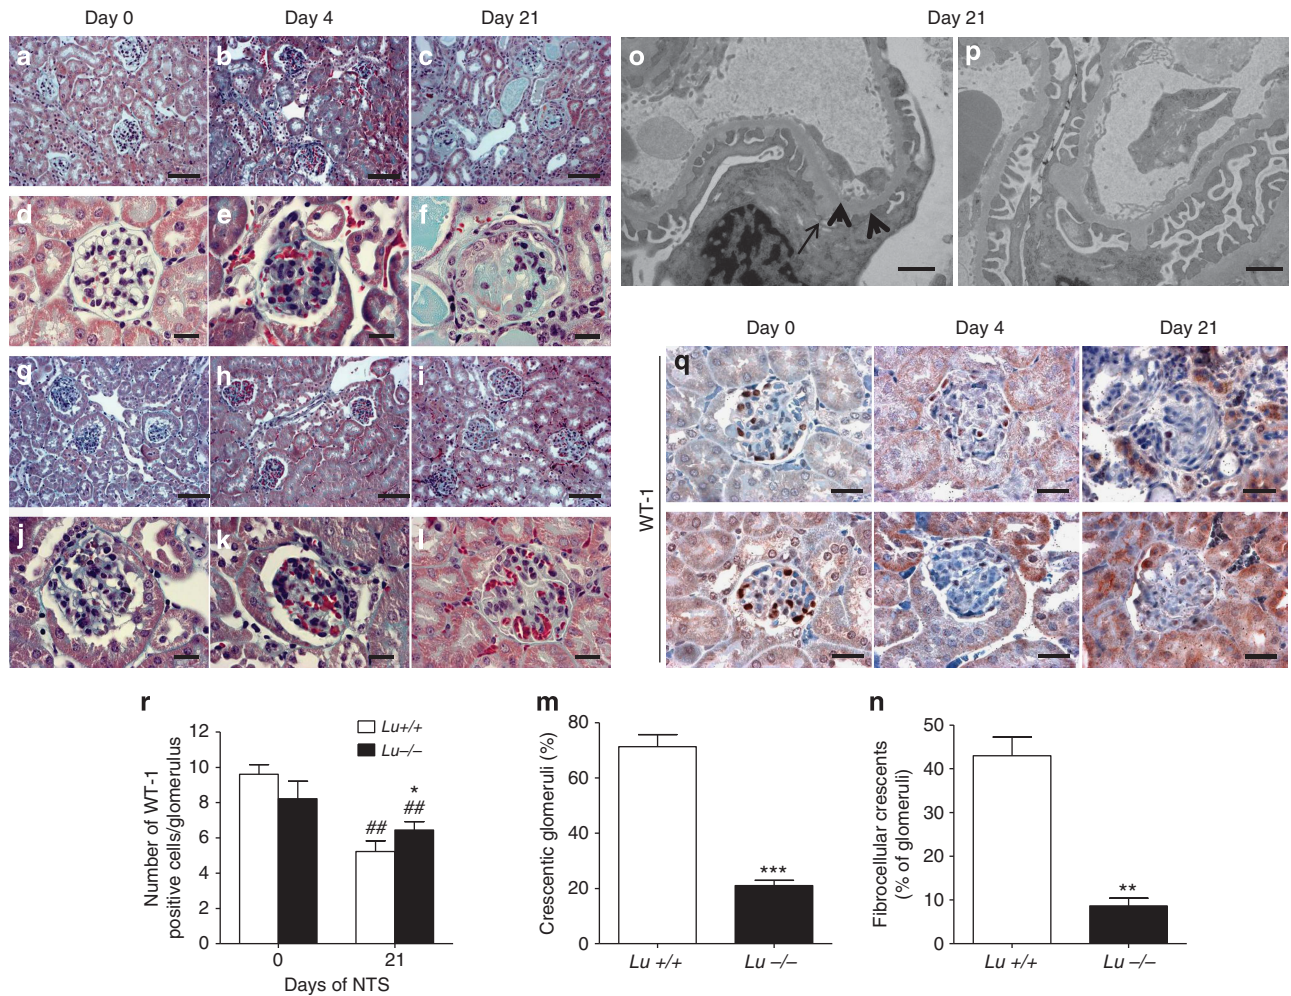 Day 0 Day 4 Day 21 Day 21
a b c o p
d e f
Day 0 Day 4 Day 21
g h i q
WT-1
j k l
r m n
12
10
8
6
4
2
0
Number of WT-1
positive cells/glomerulus
Lu+/+
Lu–/–
##
*
##
0 21
Days of NTS
80
60
40
20
0
Crescentic glomeruli (%)
***
Lu +/+ Lu –/–
50
40
30
20
10
0
Fibrocellular crescents
(% of glomeruli)
**
Lu +/+ Lu –/–